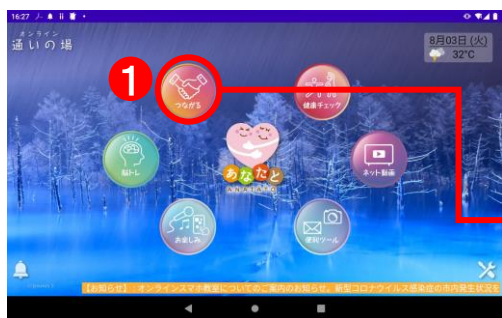 16:27
オンライン
通いの場
8月03日 (火)
32°C
1
つながる
健康チェック
脳トレ
あなたと
ANATATO
ネット動画
お楽しみ
便利ツール
【お知らせ】:オンラインスマホ教室についてのご案内のお知らせ。新型コロナウイルス感染症の市内発生状況を